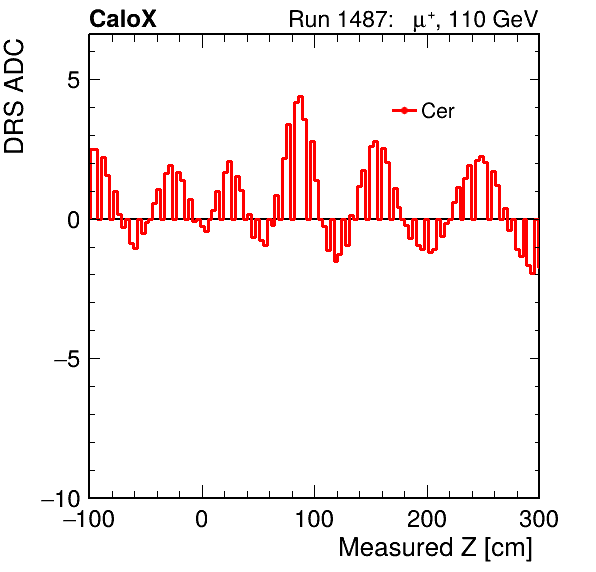 CaloX Run 1487: μ⁺, 110 GeV
DRS ADC
Cer
5
0
−5
−10
−100 0 100 200 300
Measured Z [cm]